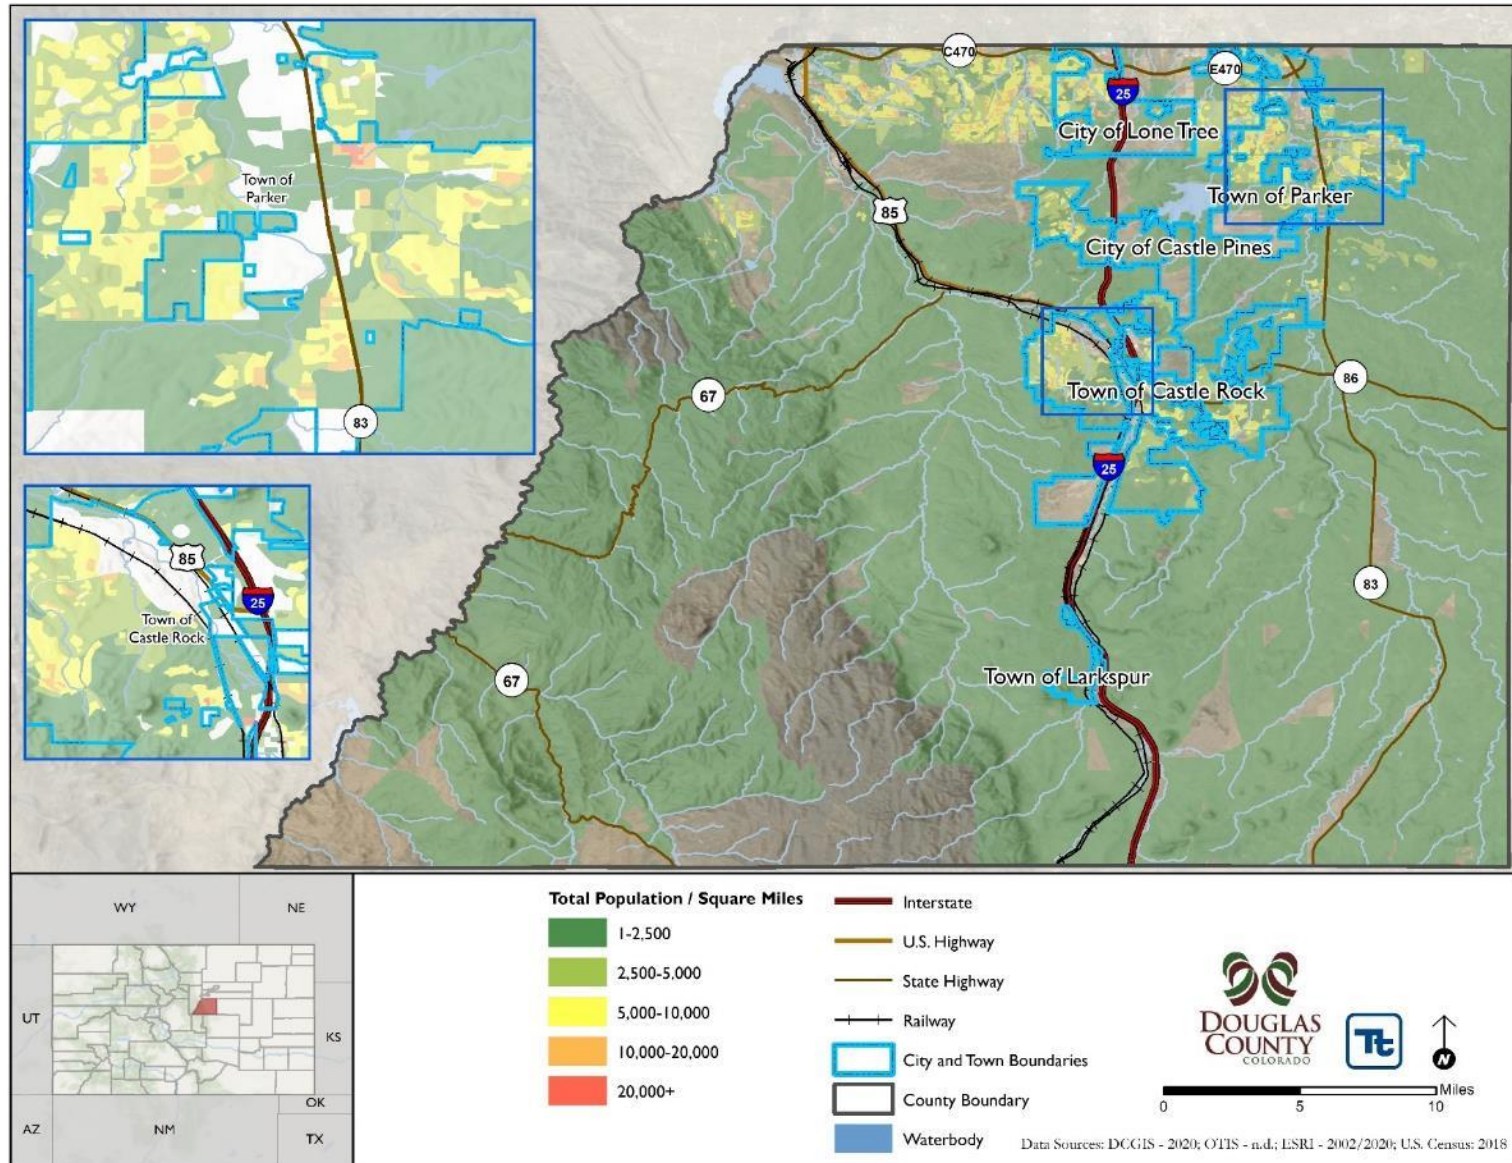 Town of
Parker
83
85
25
Town of
Castle Rock
C470
E470
25
City of Lone Tree
Town of Parker
85
City of Castle Pines
67
Town of Castle Rock
86
25
83
67
Town of Larkspur
WY
NE
UT
KS
OK
AZ
NM
TX
Total Population / Square Miles
1-2,500
2,500-5,000
5,000-10,000
10,000-20,000
20,000+
Interstate
U.S. Highway
State Highway
Railway
City and Town Boundaries
County Boundary
Waterbody
DOUGLAS
COUNTY
COLORADO
Tt
N
Miles
0 5 10
Data Sources: DCGIS - 2020; OTIS - n.d.; ESRI - 2002/2020; U.S. Census: 2018